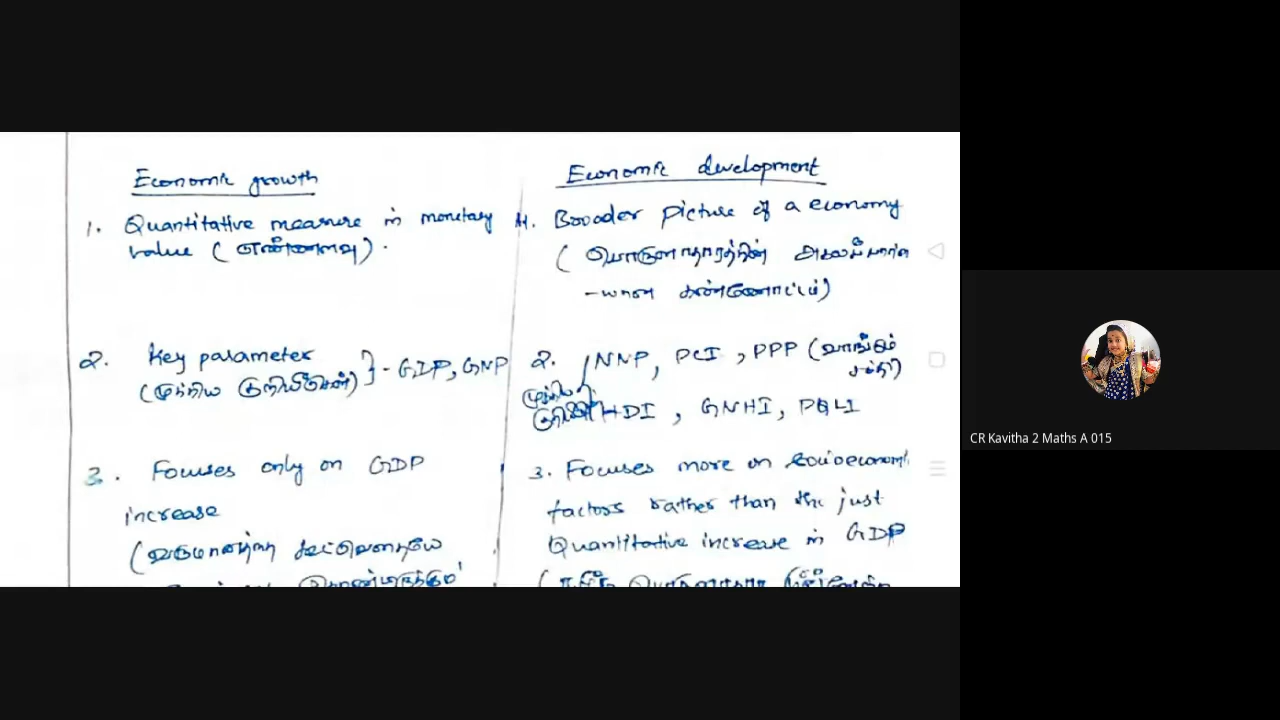 Economic growth
1. Quantitative measure in monetary
value (எண்ணளவு).
2. Key parameter
(முக்கிய குறியீடுகள்) } - GDP, GNP
3. Focuses only on GDP
increase
(வருமானத்தை
Economic development
1. Broader picture of a economy
(பொருளாதாரத்தின்
கண்ணோட்டம்)
2. NNP, PCI, PPP (வாங்கும்
சக்தி)
முக்கிய
HDI, GNHI, PQLI
3. Focuses more on socioeconomic
factors rather than the just
Quantitative increase in GDP
CR Kavitha 2 Maths A 015